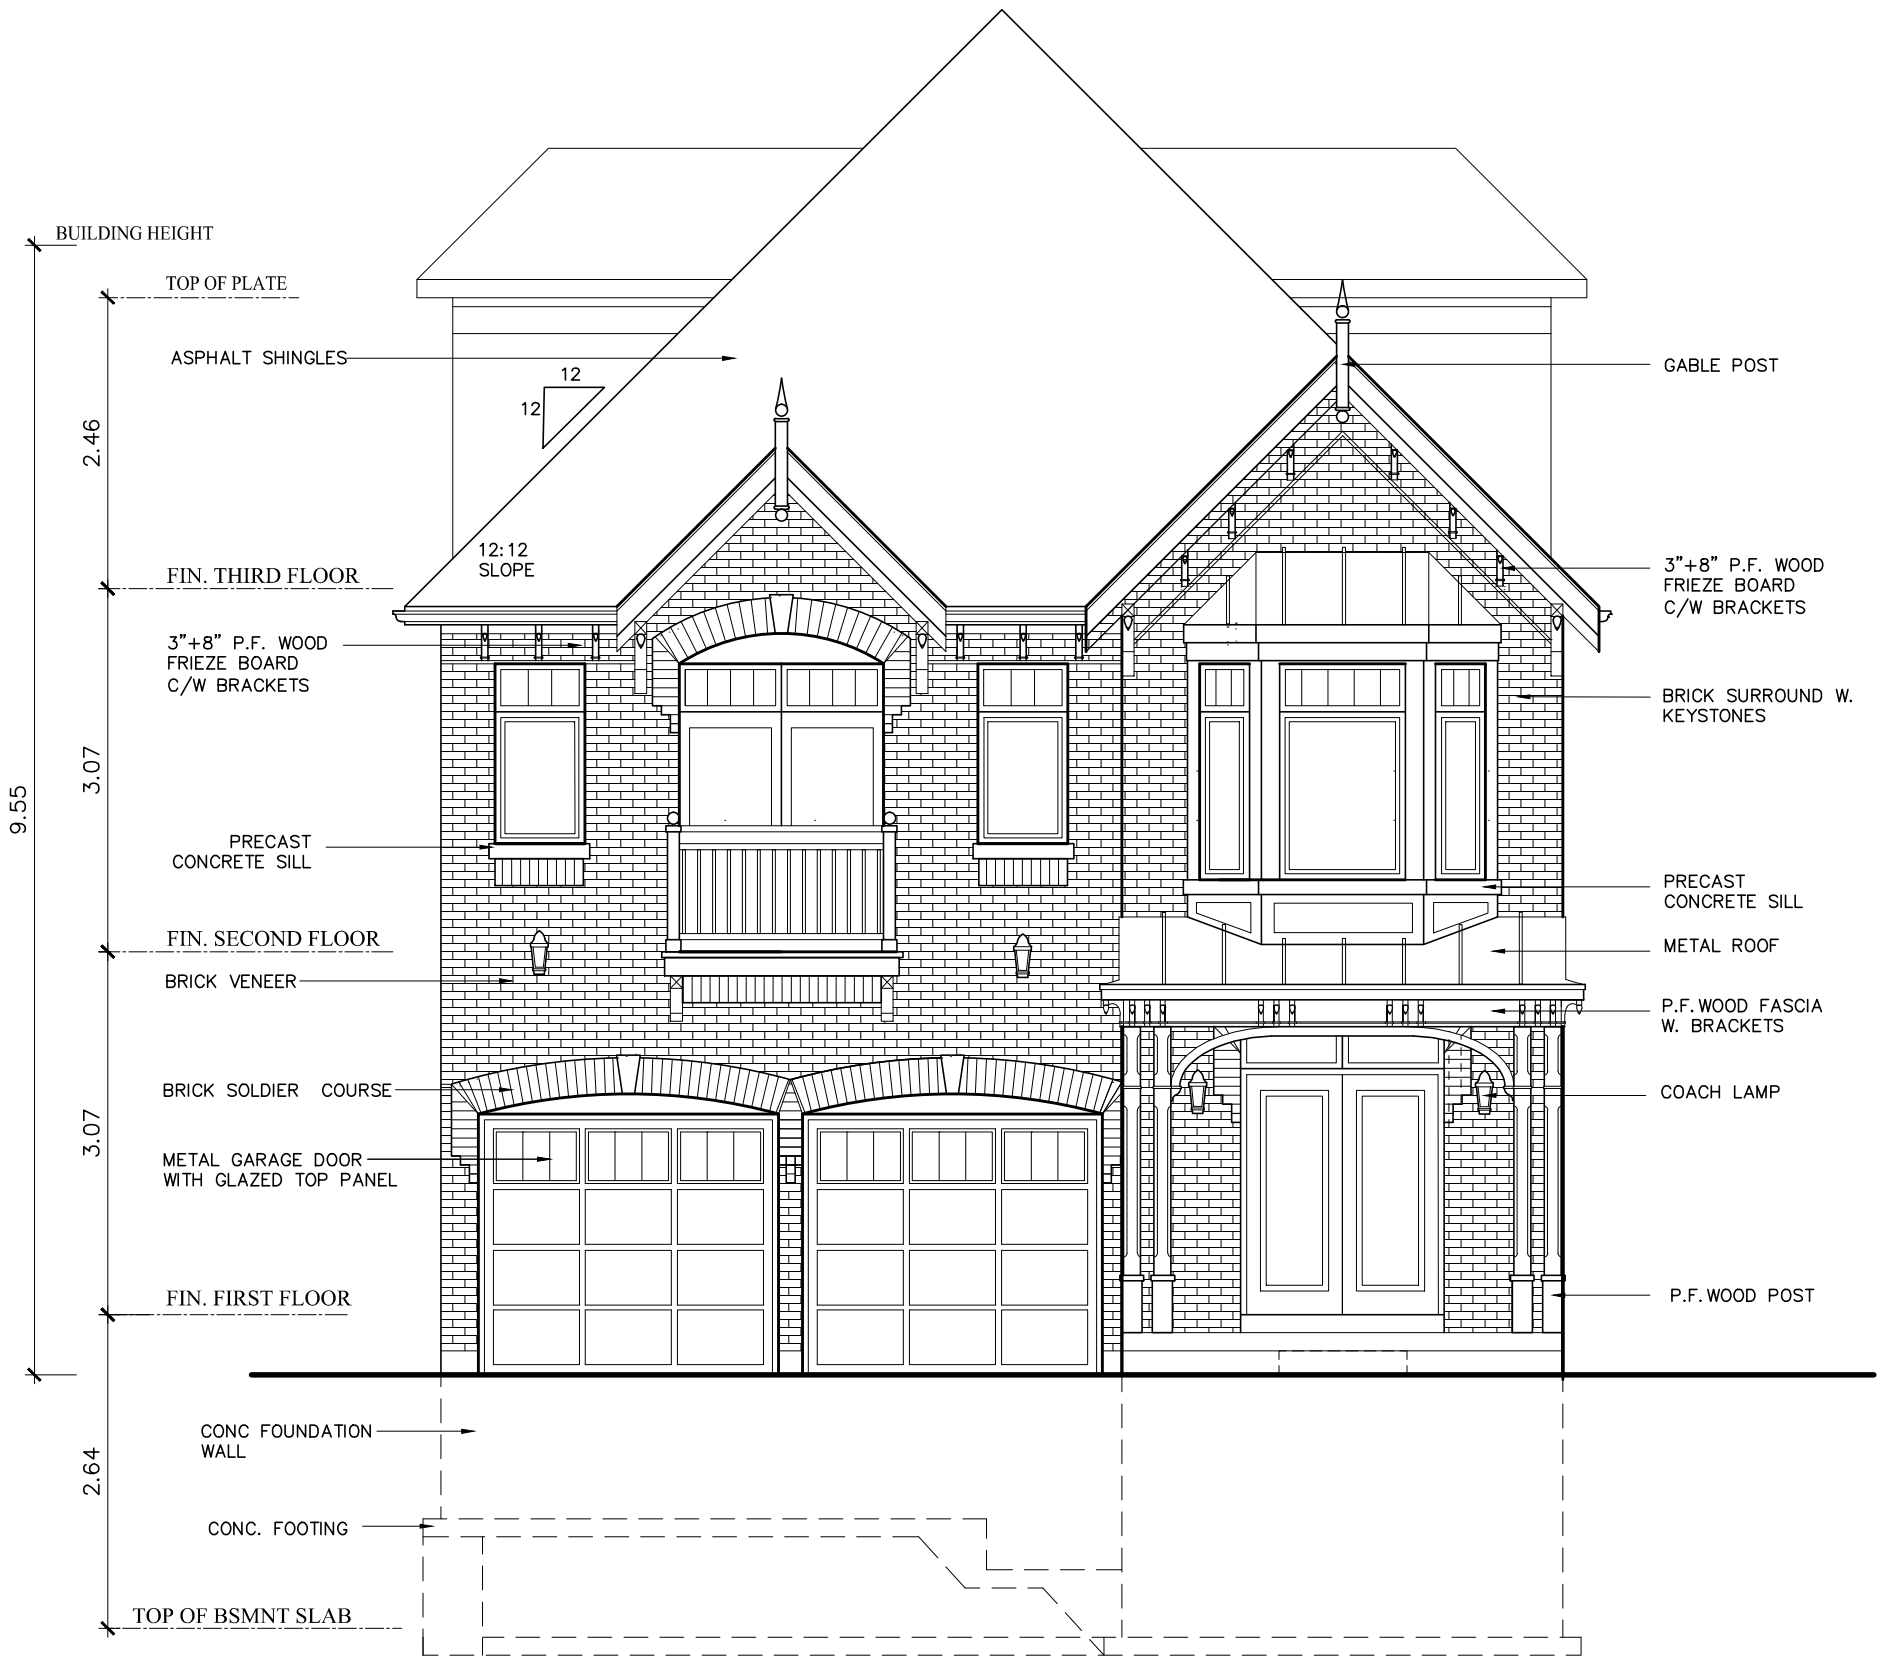 BUILDING HEIGHT
TOP OF PLATE
ASPHALT SHINGLES
12
12
GABLE POST
2.46
12:12
SLOPE
FIN. THIRD FLOOR
3"+8" P.F. WOOD
FRIEZE BOARD
C/W BRACKETS
3"+8" P.F. WOOD
FRIEZE BOARD
C/W BRACKETS
BRICK SURROUND W.
KEYSTONES
3.07
9.55
PRECAST
CONCRETE SILL
PRECAST
CONCRETE SILL
FIN. SECOND FLOOR
METAL ROOF
BRICK VENEER
P.F.WOOD FASCIA
W. BRACKETS
BRICK SOLDIER COURSE
COACH LAMP
3.07
METAL GARAGE DOOR
WITH GLAZED TOP PANEL
FIN. FIRST FLOOR
P.F.WOOD POST
CONC FOUNDATION
WALL
2.64
CONC. FOOTING
TOP OF BSMNT SLAB